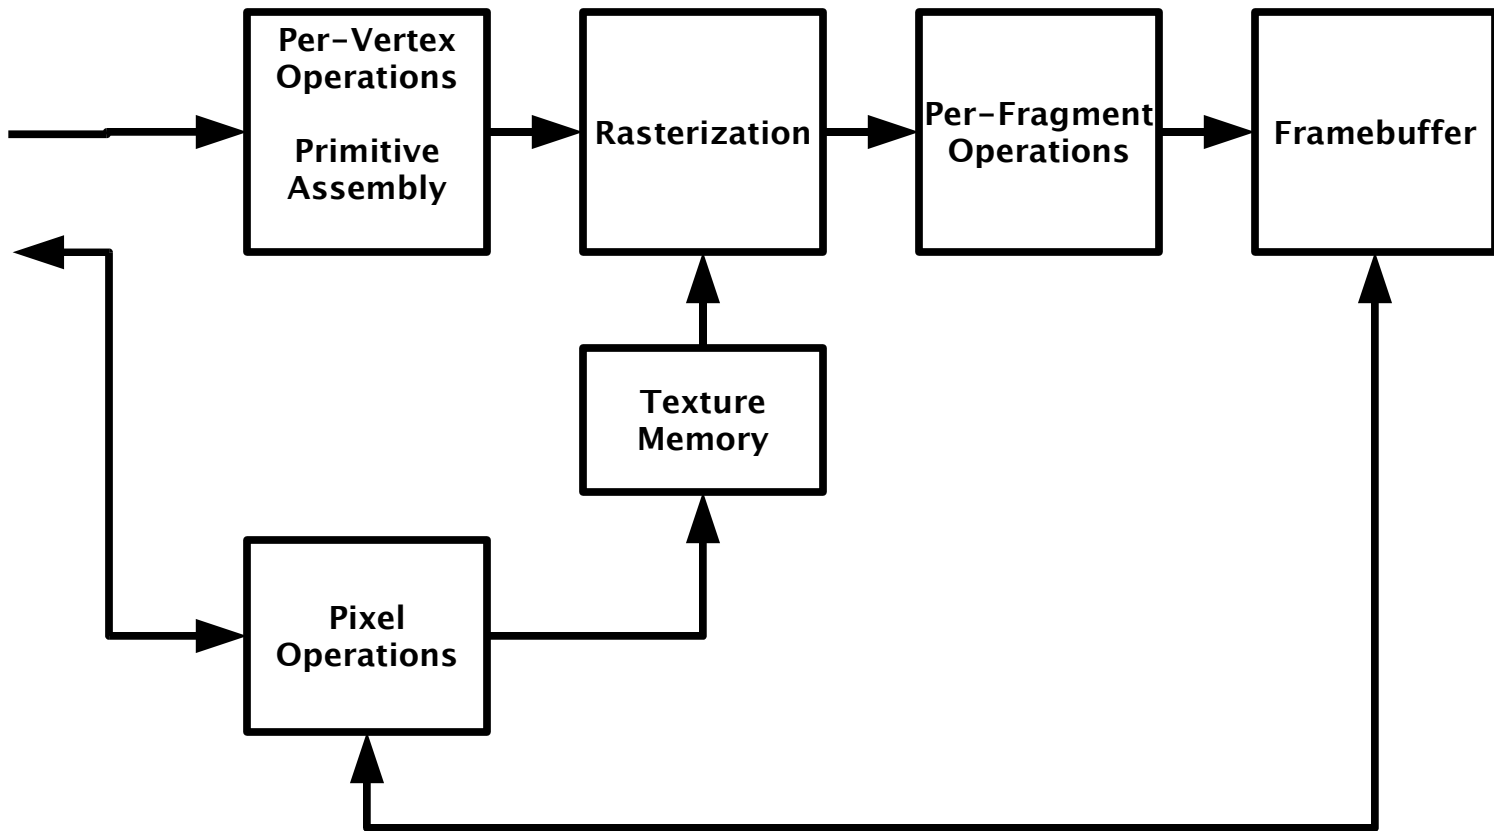 Per-Vertex
Operations
Primitive
Assembly
Rasterization
Per-Fragment
Operations
Framebuffer
Texture
Memory
Pixel
Operations